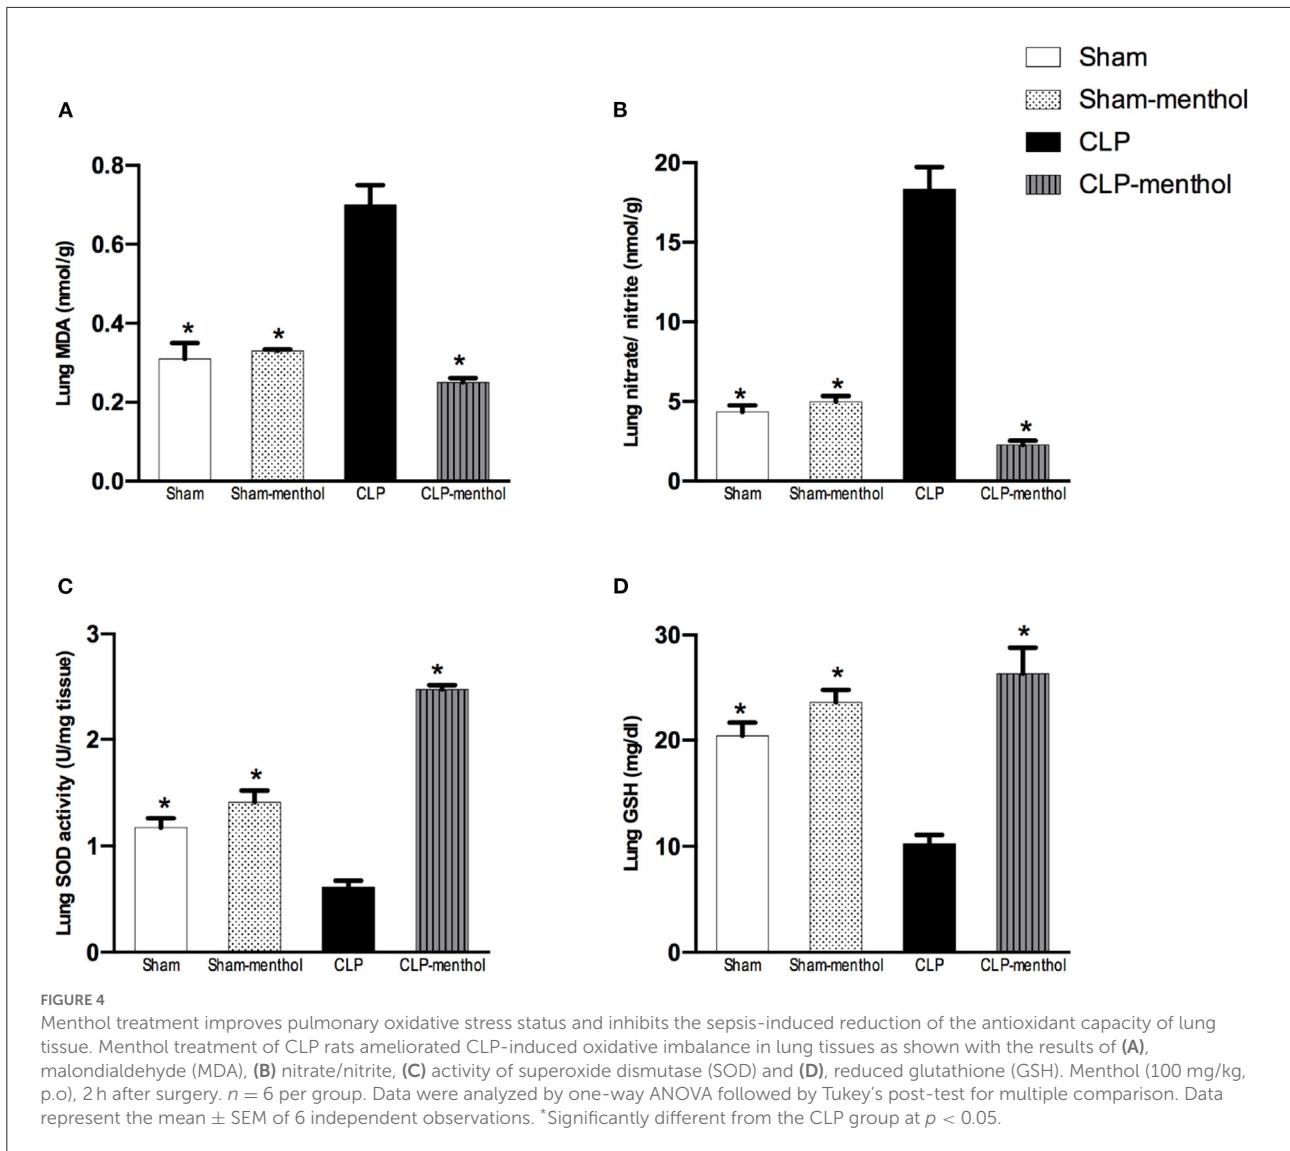 Sham
Sham-menthol
CLP
CLP-menthol
A
Lung MDA (nmol/g)
0.8
0.6
0.4
0.2
0.0
*
*
*
Sham Sham-menthol CLP CLP-menthol
B
Lung nitrate/ nitrite (nmol/g)
20
15
10
5
0
*
*
*
Sham Sham-menthol CLP CLP-menthol
C
Lung SOD activity (U/mg tissue)
3
2
1
0
*
*
*
Sham Sham-menthol CLP CLP-menthol
D
Lung GSH (mg/dl)
30
20
10
0
*
*
*
Sham Sham-menthol CLP CLP-menthol
FIGURE 4
Menthol treatment improves pulmonary oxidative stress status and inhibits the sepsis-induced reduction of the antioxidant capacity of lung
tissue. Menthol treatment of CLP rats ameliorated CLP-induced oxidative imbalance in lung tissues as shown with the results of (A),
malondialdehyde (MDA), (B) nitrate/nitrite, (C) activity of superoxide dismutase (SOD) and (D), reduced glutathione (GSH). Menthol (100 mg/kg,
p.o), 2 h after surgery. n = 6 per group. Data were analyzed by one-way ANOVA followed by Tukey's post-test for multiple comparison. Data
represent the mean ± SEM of 6 independent observations. *Significantly different from the CLP group at p < 0.05.